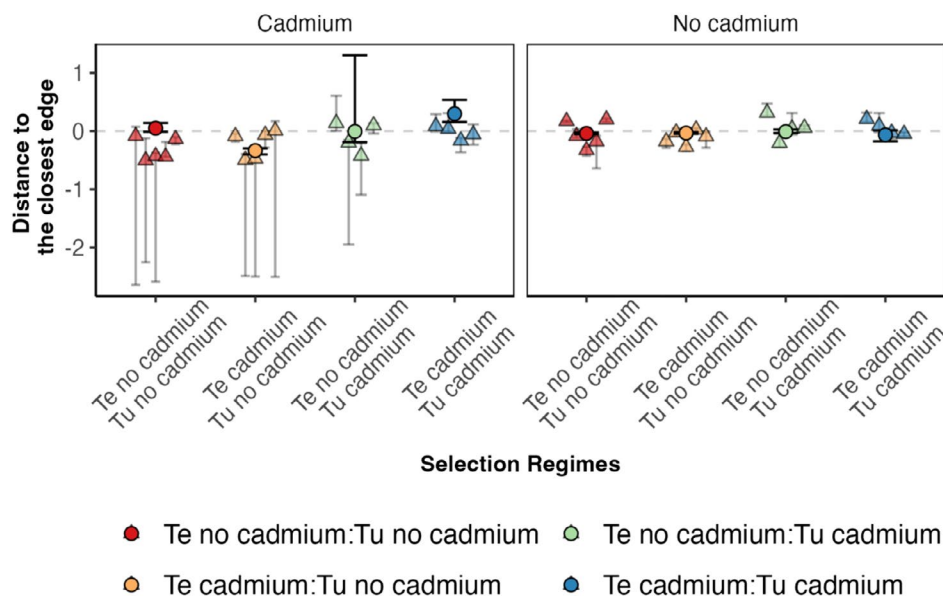 Cadmium
No cadmium
Distance to
the closest edge
1
0
-1
-2
Te no cadmium
Tu no cadmium
Te cadmium
Tu no cadmium
Te no cadmium
Tu cadmium
Te cadmium
Tu cadmium
Te no cadmium
Tu no cadmium
Te cadmium
Tu no cadmium
Te no cadmium
Tu cadmium
Te cadmium
Tu cadmium
Selection Regimes
Te no cadmium:Tu no cadmium
Te no cadmium:Tu cadmium
Te cadmium:Tu no cadmium
Te cadmium:Tu cadmium